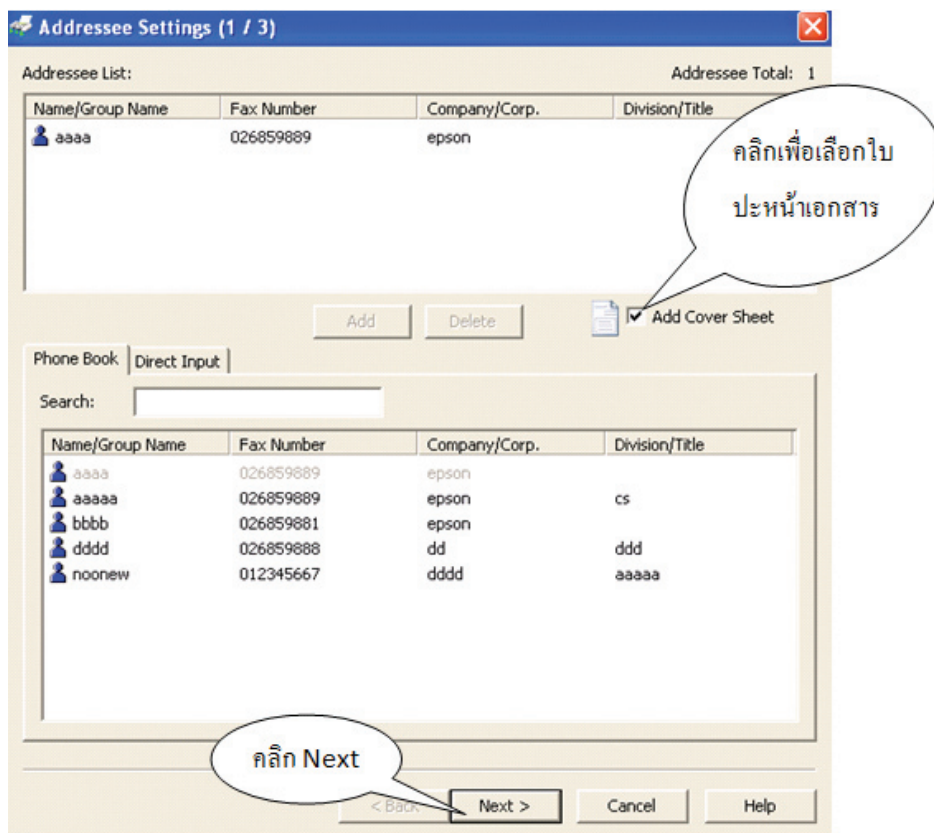 Addressee Settings (1 / 3)
Addressee List: Addressee Total: 1
Name/Group Name Fax Number Company/Corp. Division/Title
aaaa 026859889 epson
คลิกเพื่อเลือกใบ
ปะหน้าเอกสาร
Add Delete Add Cover Sheet
Phone Book Direct Input
Search:
Name/Group Name Fax Number Company/Corp. Division/Title
aaaa 026859889 epson
aaaaa 026859889 epson cs
bbbb 026859881 epson
dddd 026859888 dd ddd
noonew 012345667 dddd aaaaa
คลิก Next
< Back Next > Cancel Help